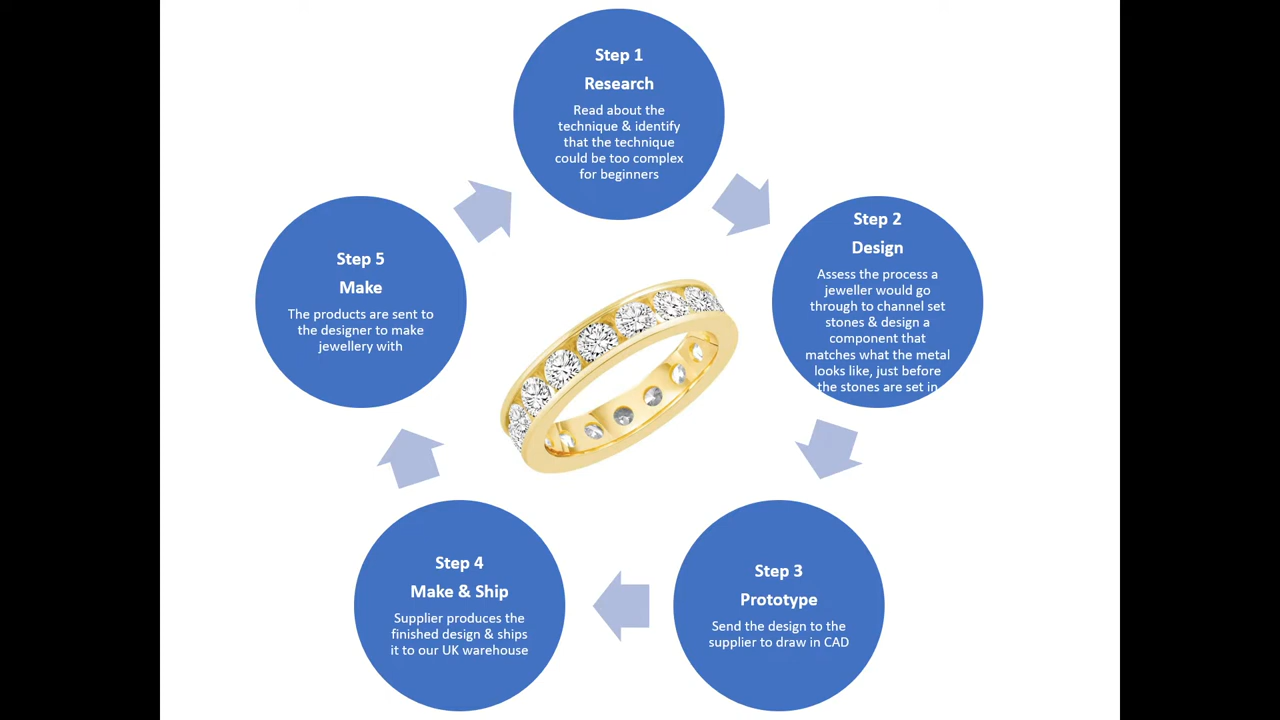 Step 1
Research
Read about the
technique & identify
that the technique
could be too complex
for beginners
Step 2
Design
Assess the process a
jeweller would go
through to channel set
stones & design a
component that
matches what the metal
looks like, just before
the stones are set in
Step 3
Prototype
Send the design to the
supplier to draw in CAD
Step 4
Make & Ship
Supplier produces the
finished design & ships
it to our UK warehouse
Step 5
Make
The products are sent to
the designer to make
jewellery with